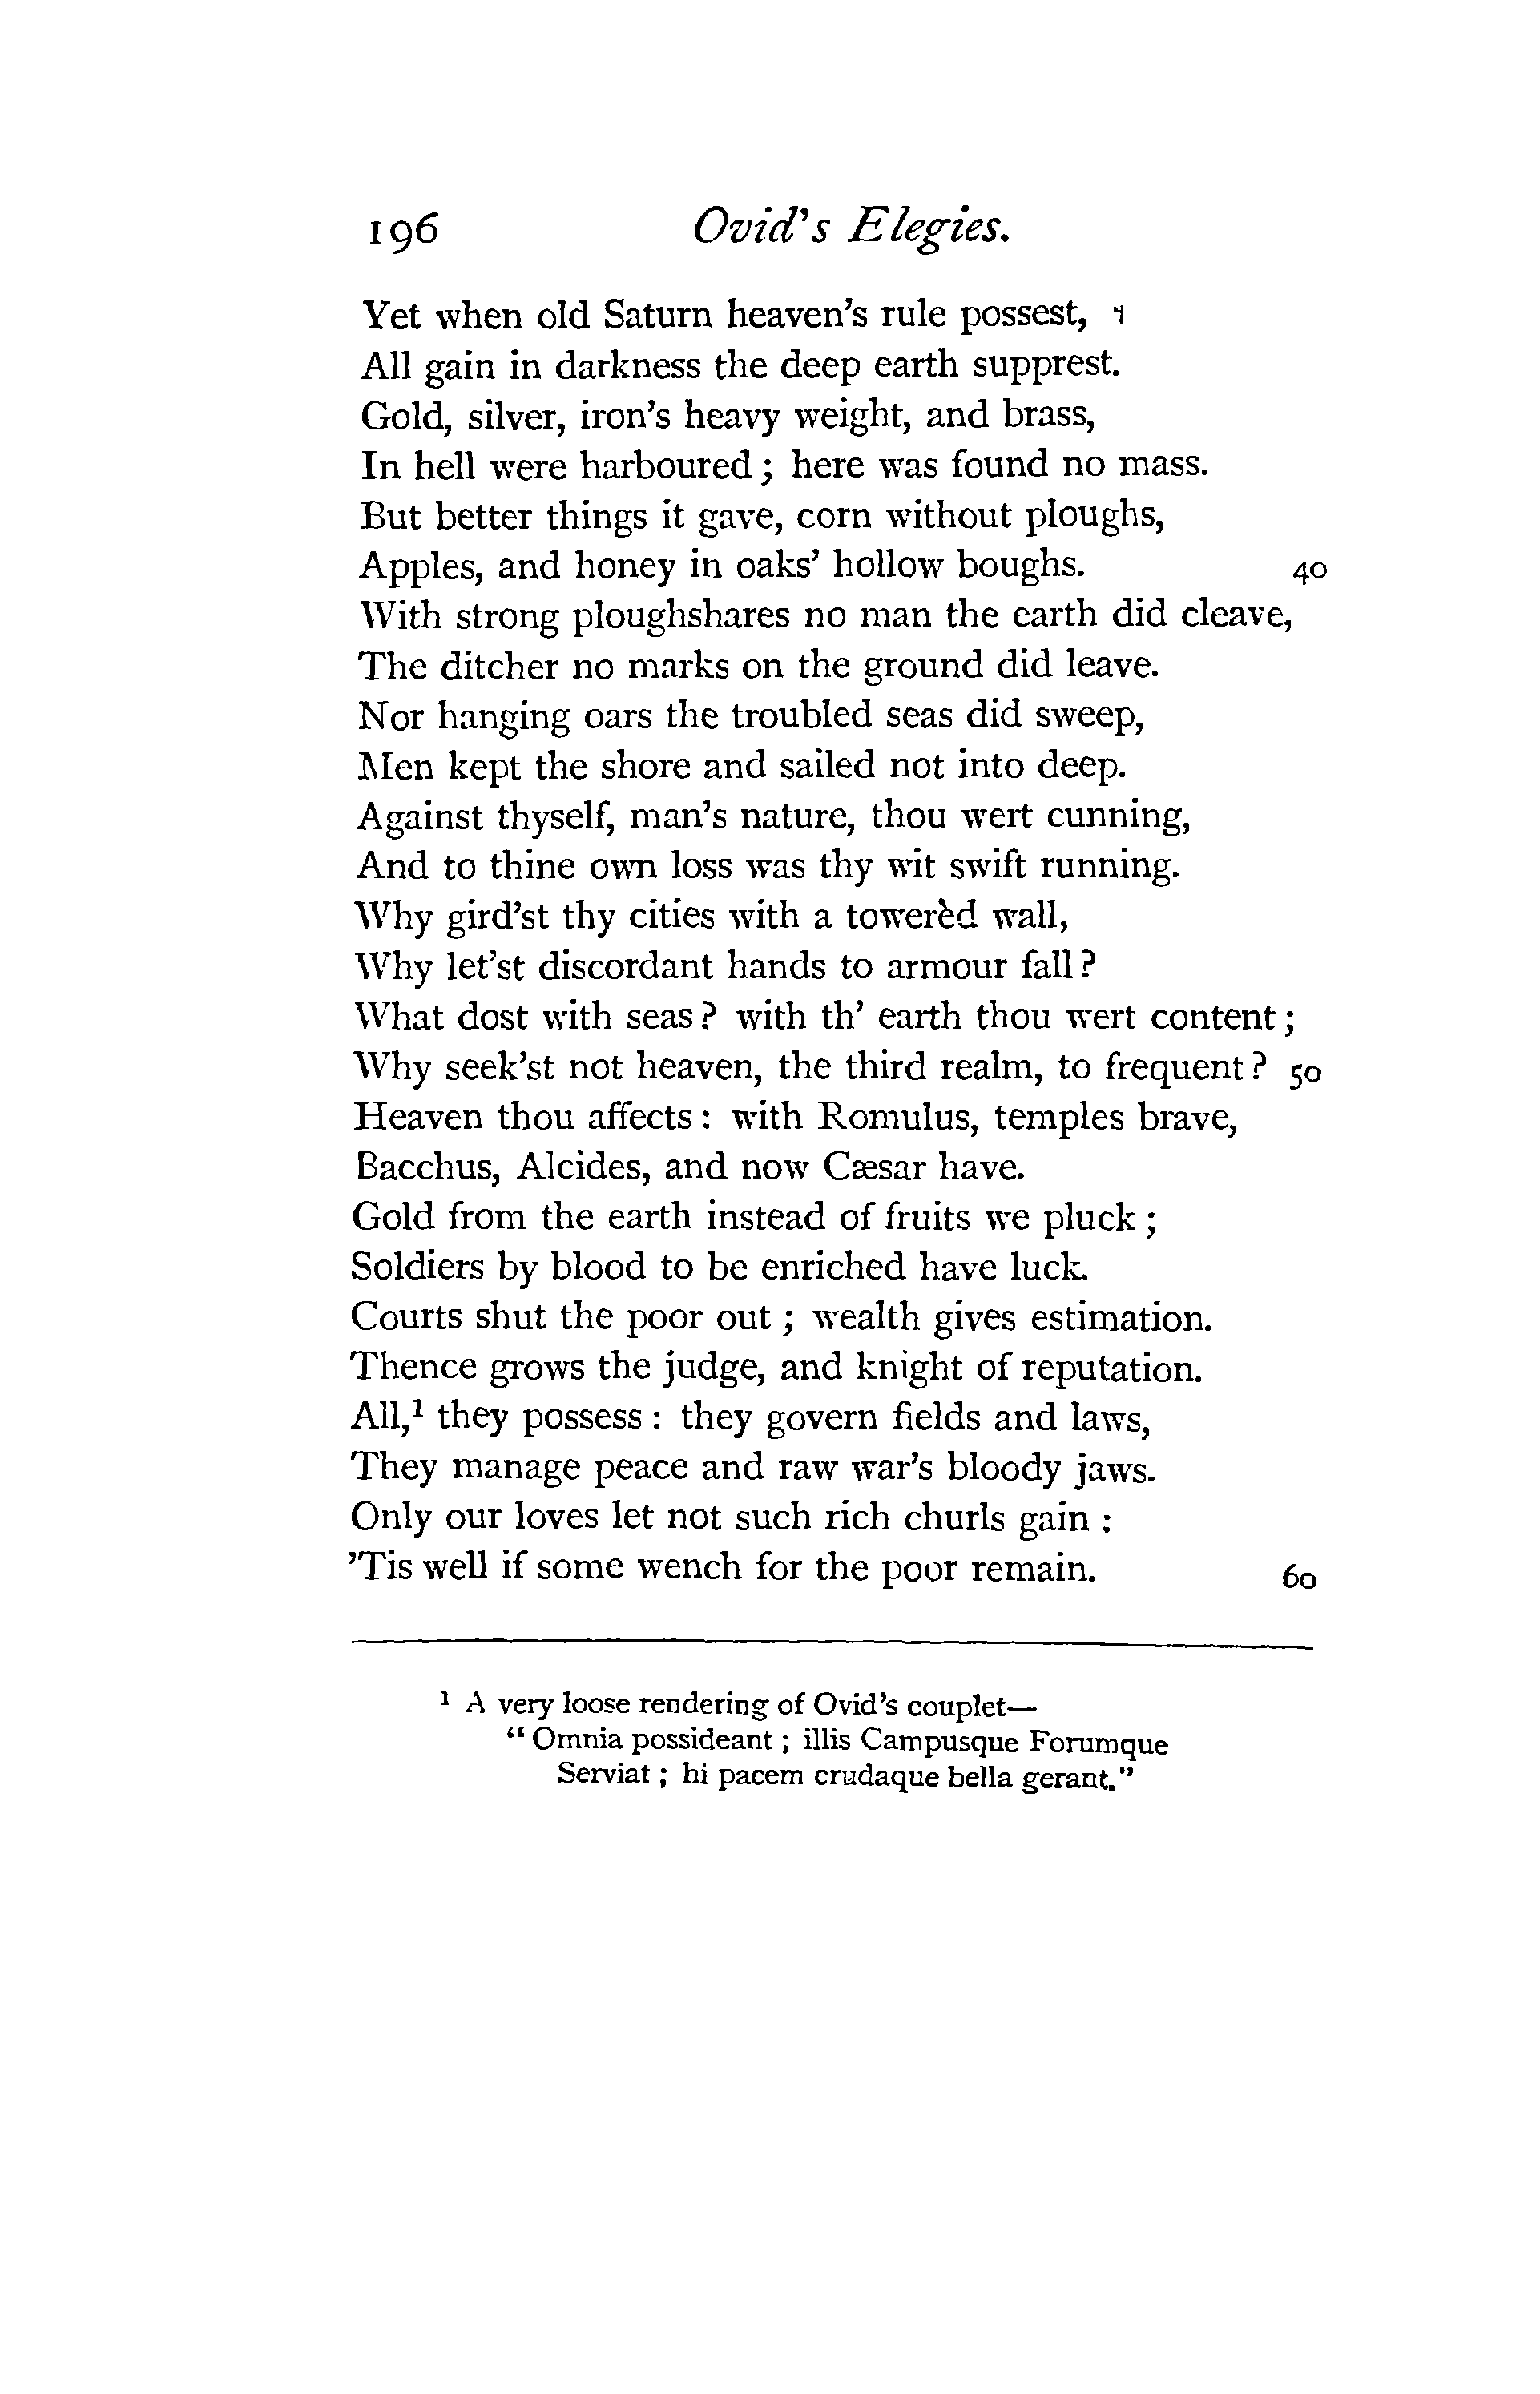 196 Ovid's Elegies.
Yet when old Saturn heaven's rule possest,
All gain in darkness the deep earth supprest.
Gold, silver, iron's heavy weight, and brass,
In hell were harboured ; here was found no mass.
But better things it gave, corn without ploughs,
Apples, and honey in oaks' hollow boughs. 40
With strong ploughshares no man the earth did cleave,
The ditcher no marks on the ground did leave.
Nor hanging oars the troubled seas did sweep,
Men kept the shore and sailed not into deep.
Against thyself, man's nature, thou wert cunning,
And to thine own loss was thy wit swift running.
Why gird'st thy cities with a towerèd wall,
Why let'st discordant hands to armour fall ?
What dost with seas ? with th' earth thou wert content ;
Why seek'st not heaven, the third realm, to frequent ? 50
Heaven thou affects : with Romulus, temples brave,
Bacchus, Alcides, and now Cæsar have.
Gold from the earth instead of fruits we pluck ;
Soldiers by blood to be enriched have luck.
Courts shut the poor out ; wealth gives estimation.
Thence grows the judge, and knight of reputation.
All,¹ they possess : they govern fields and laws,
They manage peace and raw war's bloody jaws.
Only our loves let not such rich churls gain :
'Tis well if some wench for the poor remain. 60
¹ A very loose rendering of Ovid's couplet—
" Omnia possideant ; illis Campusque Forumque
Serviat ; hi pacem crudaque bella gerant."